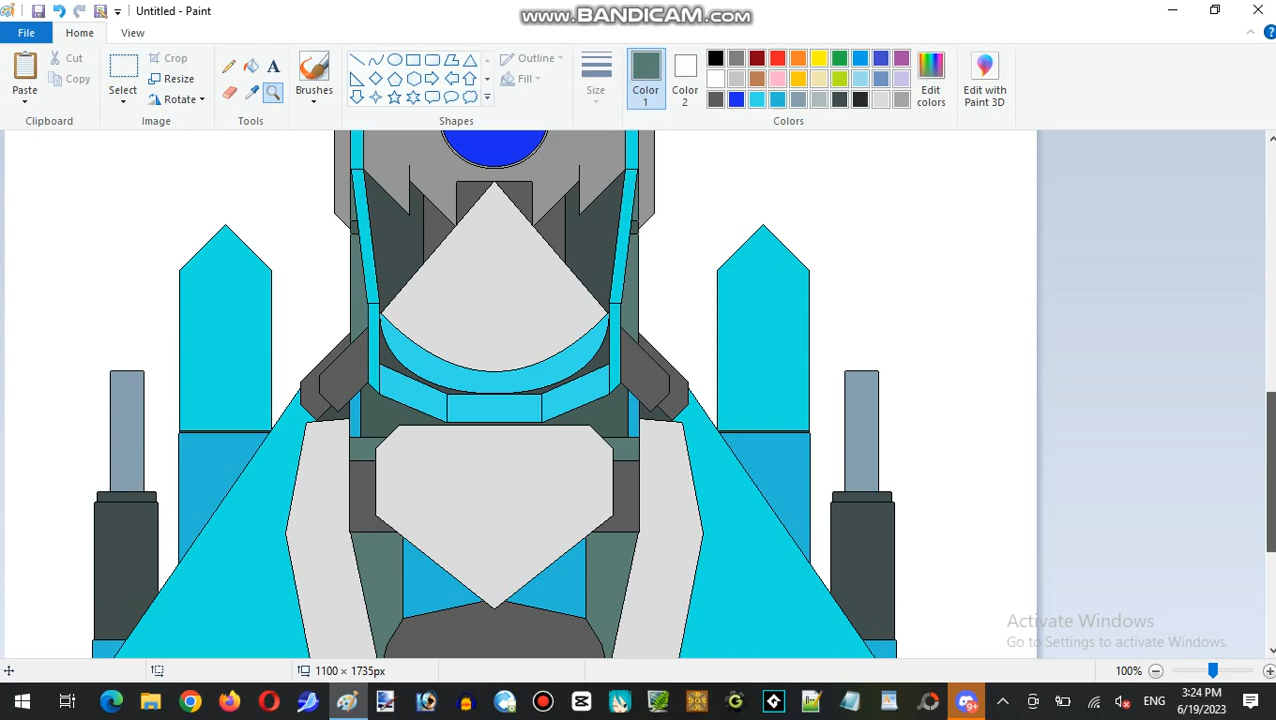 Untitled - Paint
www.BANDICAM.com
File
Home
View
Paste
Cut
Copy
Clipboard
Select
Crop
Resize
Rotate
Image
Tools
Brushes
Outline
Fill
Shapes
Size
Color 1
Color 2
Edit colors
Edit with Paint 3D
Colors
Activate Windows
Go to Settings to activate Windows.
1100 × 1735px
100%
9+
ENG
3:24 PM
6/19/2023